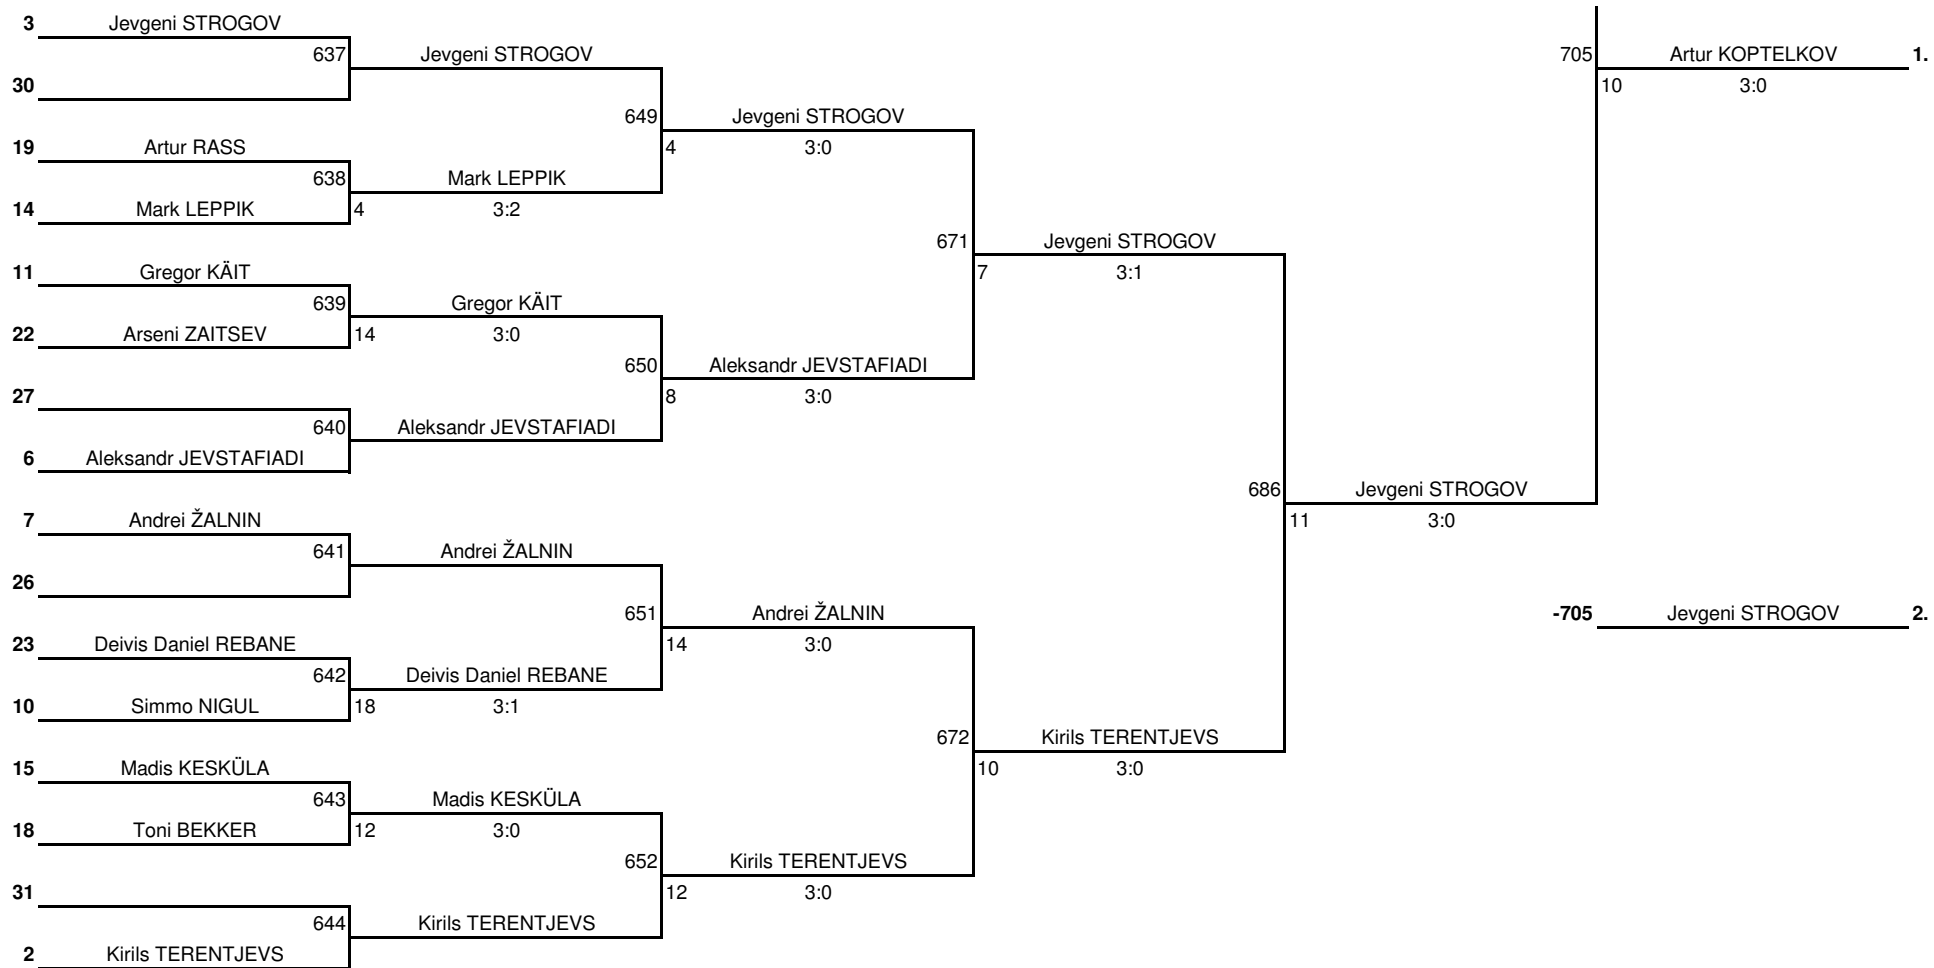 3 Jevgeni STROGOV
637 Jevgeni STROGOV 705 Artur KOPTELKOV 1.
30 10 3:0
649 Jevgeni STROGOV
19 Artur RASS 4 3:0
638 Mark LEPPIK
14 Mark LEPPIK 4 3:2
671 Jevgeni STROGOV
11 Gregor KÄIT 7 3:1
639 Gregor KÄIT
22 Arseni ZAITSEV 14 3:0
650 Aleksandr JEVSTAFIADI
27 8 3:0
640 Aleksandr JEVSTAFIADI
6 Aleksandr JEVSTAFIADI
686 Jevgeni STROGOV
7 Andrei ŽALNIN 11 3:0
641 Andrei ŽALNIN
26
651 Andrei ŽALNIN -705 Jevgeni STROGOV 2.
23 Deivis Daniel REBANE 14 3:0
642 Deivis Daniel REBANE
10 Simmo NIGUL 18 3:1
672 Kirils TERENTJEVS
15 Madis KESKÜLA 10 3:0
643 Madis KESKÜLA
18 Toni BEKKER 12 3:0
652 Kirils TERENTJEVS
31 12 3:0
644 Kirils TERENTJEVS
2 Kirils TERENTJEVS